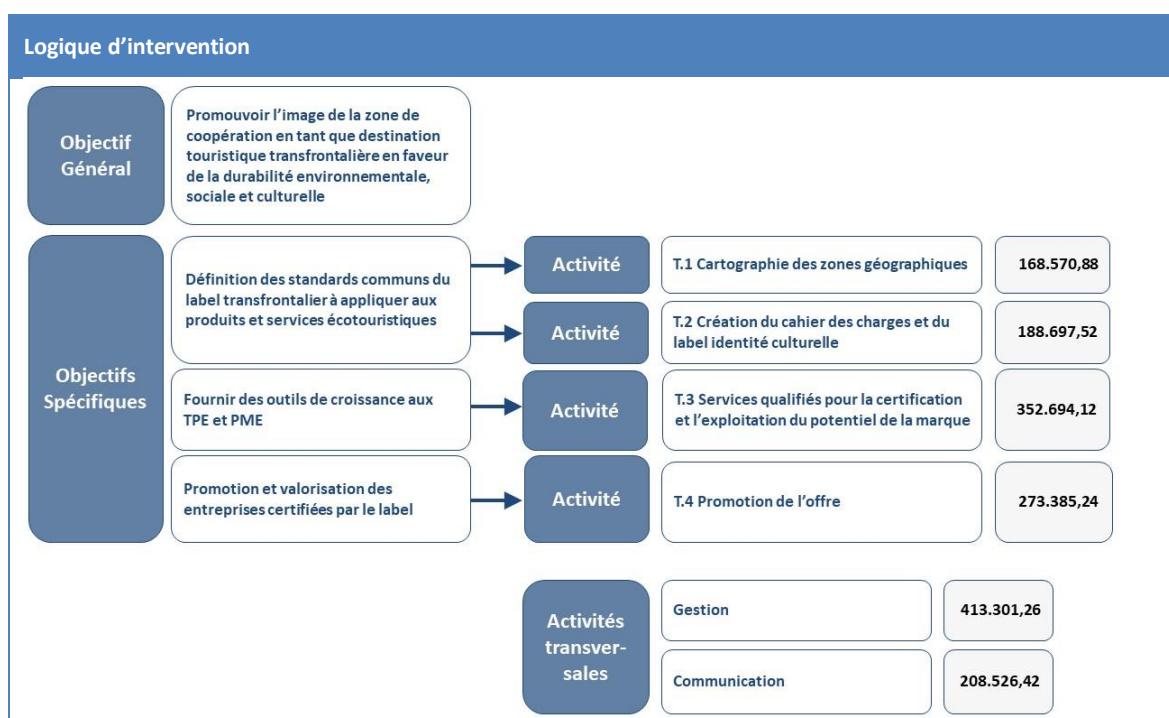 Logique d'intervention
Objectif
Général
Promouvoir l'image de la zone de
coopération en tant que destination
touristique transfrontalière en faveur
de la durabilité environnementale,
sociale et culturelle
Objectifs
Spécifiques
Définition des standards communs du
label transfrontalier à appliquer aux
produits et services écotouristiques
Activité
T.1 Cartographie des zones géographiques
168.570,88
Activité
T.2 Création du cahier des charges et du
label identité culturelle
188.697,52
Fournir des outils de croissance aux
TPE et PME
Activité
T.3 Services qualifiés pour la certification
et l'exploitation du potentiel de la marque
352.694,12
Promotion et valorisation des
entreprises certifiées par le label
Activité
T.4 Promotion de l'offre
273.385,24
Activités
transver-
sales
Gestion
413.301,26
Communication
208.526,42